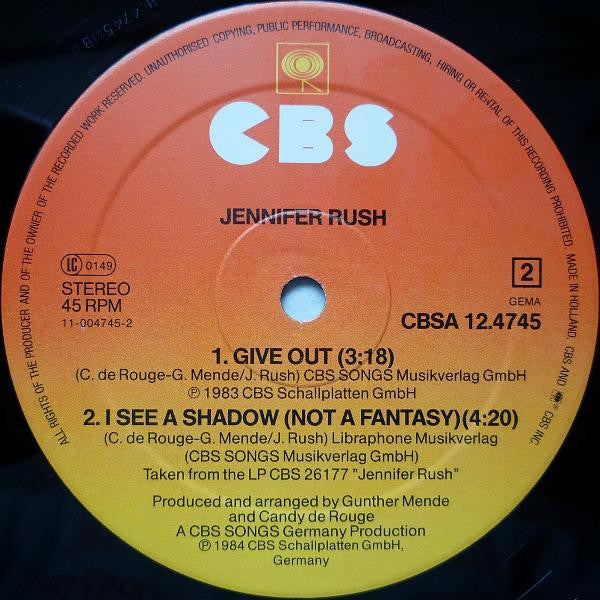 ALL RIGHTS OF THE PRODUCER AND OF THE OWNER OF THE RECORDED WORK RESERVED. UNAUTHORISED COPYING, PUBLIC PERFORMANCE, BROADCASTING, HIRING OR RENTAL OF THIS RECORDING PROHIBITED. MADE IN HOLLAND. CBS AND ® CBS INC.
CBS
JENNIFER RUSH
LC 0149
STEREO
45 RPM
11-004745-2
2
GEMA
CBSA 12.4745
1. GIVE OUT (3:18)
(C. de Rouge-G. Mende/J. Rush) CBS SONGS Musikverlag GmbH
℗ 1983 CBS Schallplatten GmbH
2. I SEE A SHADOW (NOT A FANTASY)(4:20)
(C. de Rouge-G. Mende/J. Rush) Libraphone Musikverlag
(CBS SONGS Musikverlag GmbH)
Taken from the LP CBS 26177 "Jennifer Rush"
Produced and arranged by Gunther Mende
and Candy de Rouge
A CBS SONGS Germany Production
℗ 1984 CBS Schallplatten GmbH,
Germany